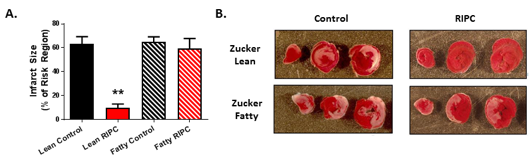 A.
Infarct Size
(% of Risk Region)
80
60
40
20
0
**
Lean Control
Lean RIPC
Fatty Control
Fatty RIPC
B.
Control
RIPC
Zucker
Lean
Zucker
Fatty